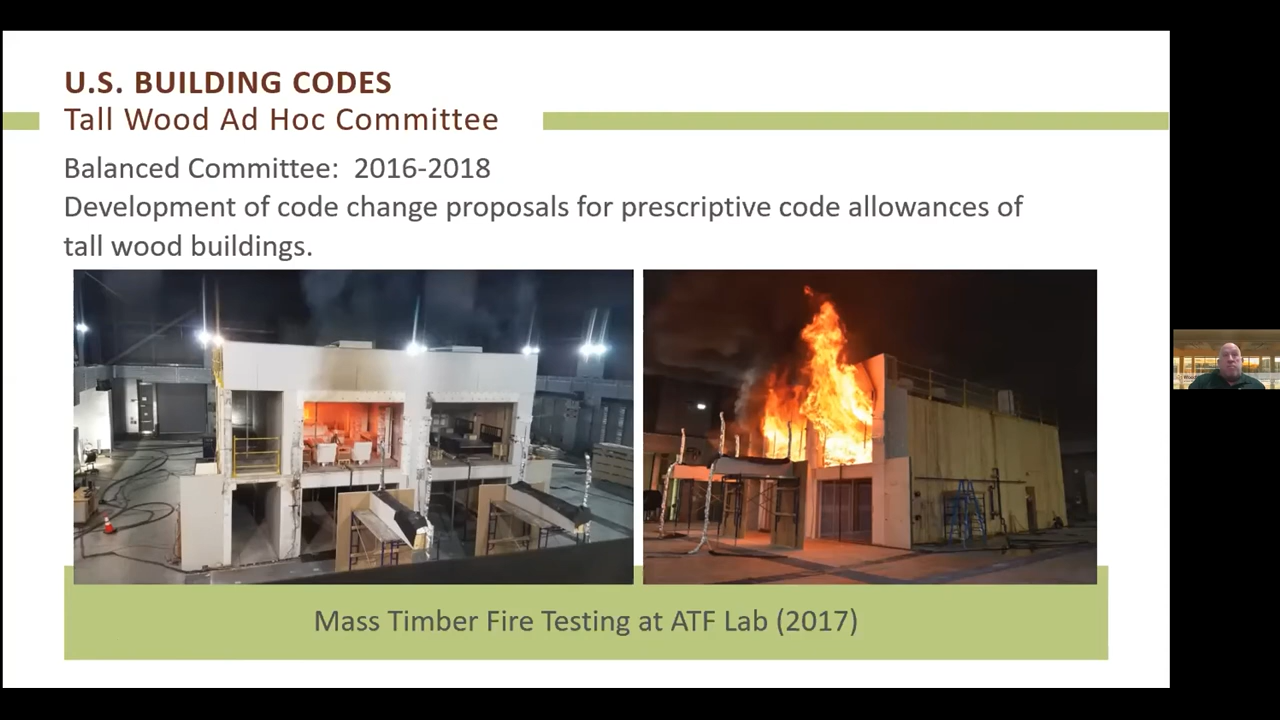 U.S. BUILDING CODES
Tall Wood Ad Hoc Committee
Balanced Committee: 2016-2018
Development of code change proposals for prescriptive code allowances of
tall wood buildings.
Mass Timber Fire Testing at ATF Lab (2017)